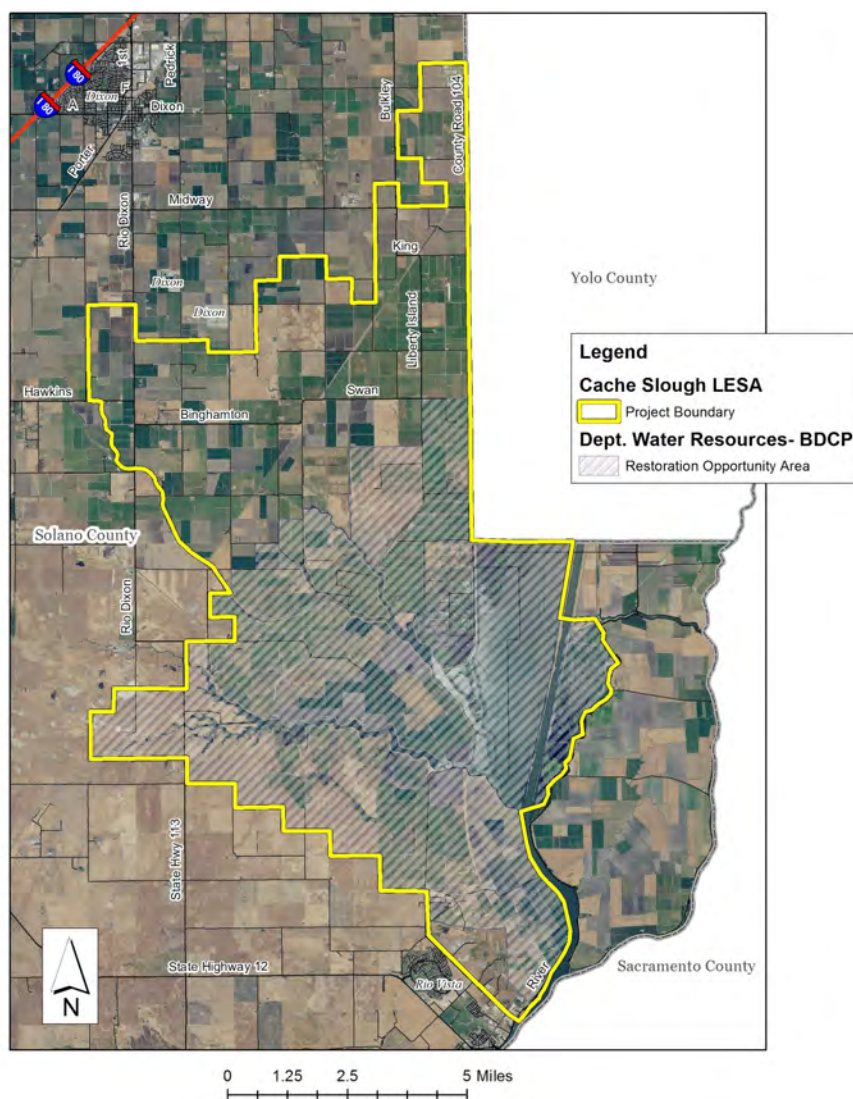 I 80
I 80
Dixon
A
1st
F
Pedrick
Dixon
Porter
Bulkley
County Road 104
Midway
Rio Dixon
King
Dixon
Dixon
Liberty Island
Yolo County
Legend
Cache Slough LESA
Project Boundary
Dept. Water Resources- BDCP
Restoration Opportunity Area
Hawkins
Swan
Binghamton
Solano County
Rio Dixon
State Hwy 113
State Highway 12
Rio Vista
River
Sacramento County
N
0 1.25 2.5 5 Miles